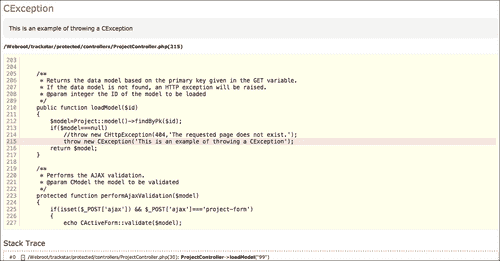 CException
This is an example of throwing a CException
/Webroot/trackstar/protected/controllers/ProjectController.php(215)
203
204
205 /**
206 * Returns the data model based on the primary key given in the GET variable.
207 * If the data model is not found, an HTTP exception will be raised.
208 * @param integer the ID of the model to be loaded
209 */
210 public function loadModel($id)
211 {
212 $model=Project::model()->findByPk($id);
213 if($model===null)
214 //throw new CHttpException(404,'The requested page does not exist.');
215 throw new CException('This is an example of throwing a CException');
216 return $model;
217 }
218
219 /**
220 * Performs the AJAX validation.
221 * @param CModel the model to be validated
222 */
223 protected function performAjaxValidation($model)
224 {
225 if(isset($_POST['ajax']) && $_POST['ajax']==='project-form')
226 {
227 echo CActiveForm::validate($model);
Stack Trace
#0 /Webroot/trackstar/protected/controllers/ProjectController.php(30): ProjectController->loadModel("99")